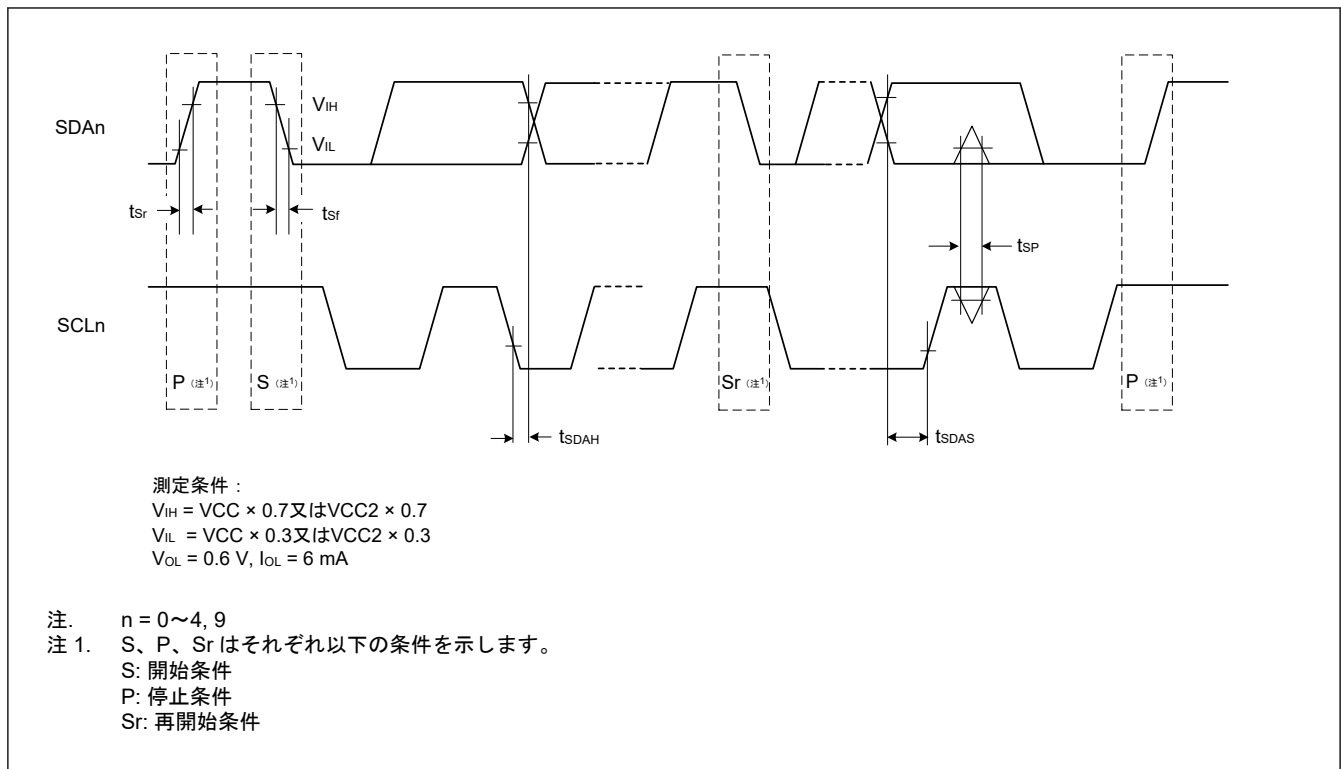 SDAn
VIH
VIL
tSr
tSf
tSP
SCLn
P (注1)
S (注1)
Sr (注1)
P (注1)
tSDAH
tSDAS
測定条件 :
VIH = VCC × 0.7又はVCC2 × 0.7
VIL = VCC × 0.3又はVCC2 × 0.3
VOL = 0.6 V, IOL = 6 mA
注. n = 0～4, 9
注 1. S、P、Sr はそれぞれ以下の条件を示します。
S: 開始条件
P: 停止条件
Sr: 再開始条件